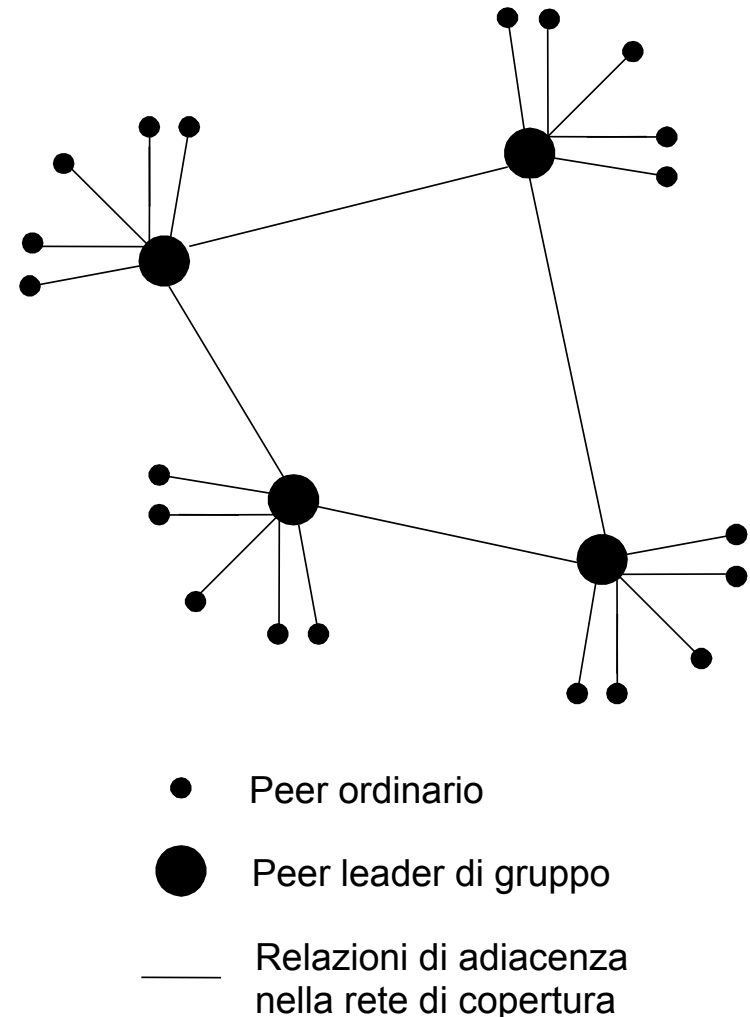 Peer ordinario
Peer leader di gruppo
Relazioni di adiacenza
nella rete di copertura